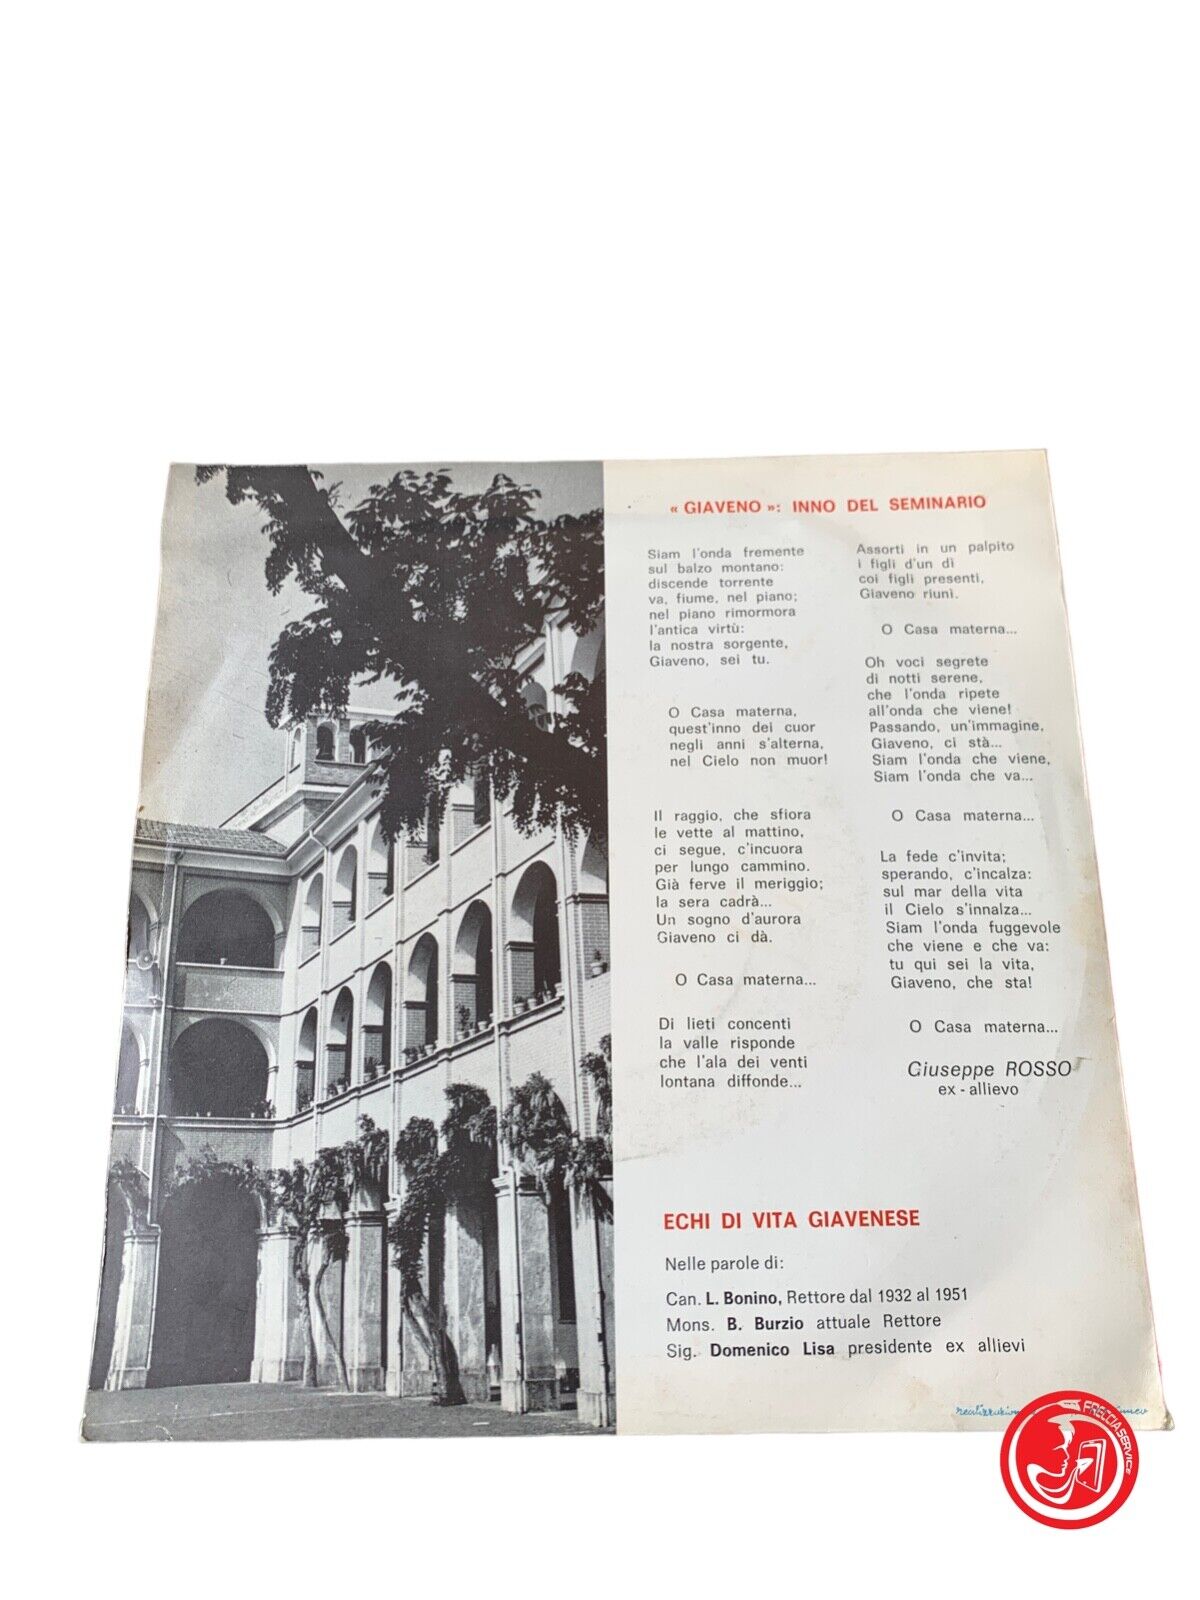 « GIAVENO »: INNO DEL SEMINARIO
Siam l'onda fremente
sul balzo montano:
discende torrente
va, fiume, nel piano;
nel piano rimormora
l'antica virtù:
la nostra sorgente,
Giaveno, sei tu.
O Casa materna,
quest'inno dei cuor
negli anni s'alterna,
nel Cielo non muor!
Il raggio, che sfiora
le vette al mattino,
ci segue, c'incuora
per lungo cammino.
Già ferve il meriggio;
la sera cadrà...
Un sogno d'aurora
Giaveno ci dà.
O Casa materna...
Di lieti concenti
la valle risponde
che l'ala dei venti
lontana diffonde...
Assorti in un palpito
i figli d'un dì
coi figli presenti,
Giaveno riunì.
O Casa materna...
Oh voci segrete
di notti serene,
che l'onda ripete
all'onda che viene!
Passando, un'immagine,
Giaveno, ci stà...
Siam l'onda che viene,
Siam l'onda che va...
O Casa materna...
La fede c'invita;
sperando, c'incalza:
sul mar della vita
il Cielo s'innalza...
Siam l'onda fuggevole
che viene e che va:
tu qui sei la vita,
Giaveno, che sta!
O Casa materna...
Giuseppe ROSSO
ex - allievo
ECHI DI VITA GIAVENESE
Nelle parole di:
Can. L. Bonino, Rettore dal 1932 al 1951
Mons. B. Burzio attuale Rettore
Sig. Domenico Lisa presidente ex allievi
FRECCIA.SERVICE